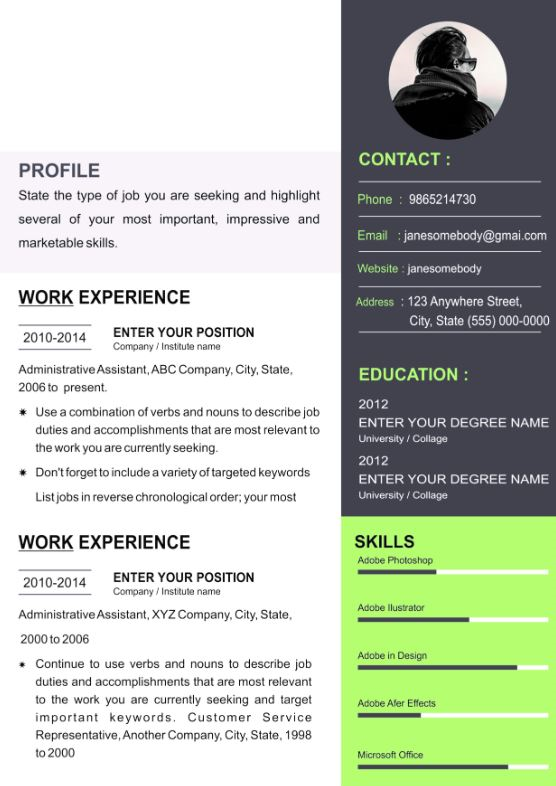 PROFILE
State the type of job you are seeking and highlight
several of your most important, impressive and
marketable skills.
WORK EXPERIENCE
2010-2014
ENTER YOUR POSITION
Company / Institute name
Administrative Assistant, ABC Company, City, State,
2006 to present.
✷ Use a combination of verbs and nouns to describe job
duties and accomplishments that are most relevant to
the work you are currently seeking.
✷ Don't forget to include a variety of targeted keywords
List jobs in reverse chronological order; your most
WORK EXPERIENCE
2010-2014
ENTER YOUR POSITION
Company / Institute name
Administrative Assistant, XYZ Company, City, State,
2000 to 2006
✷ Continue to use verbs and nouns to describe job
duties and accomplishments that are most relevant
to the work you are currently seeking and target
important keywords. Customer Service
Representative, Another Company, City, State, 1998
to 2000
CONTACT :
Phone : 9865214730
Email : janesomebody@gmai.com
Website : janesomebody
Address : 123 Anywhere Street,
City, State (555) 000-0000
EDUCATION :
2012
ENTER YOUR DEGREE NAME
University / Collage
2012
ENTER YOUR DEGREE NAME
University / Collage
SKILLS
Adobe Photoshop
Adobe Ilustrator
Adobe in Design
Adobe Afer Effects
Microsoft Office